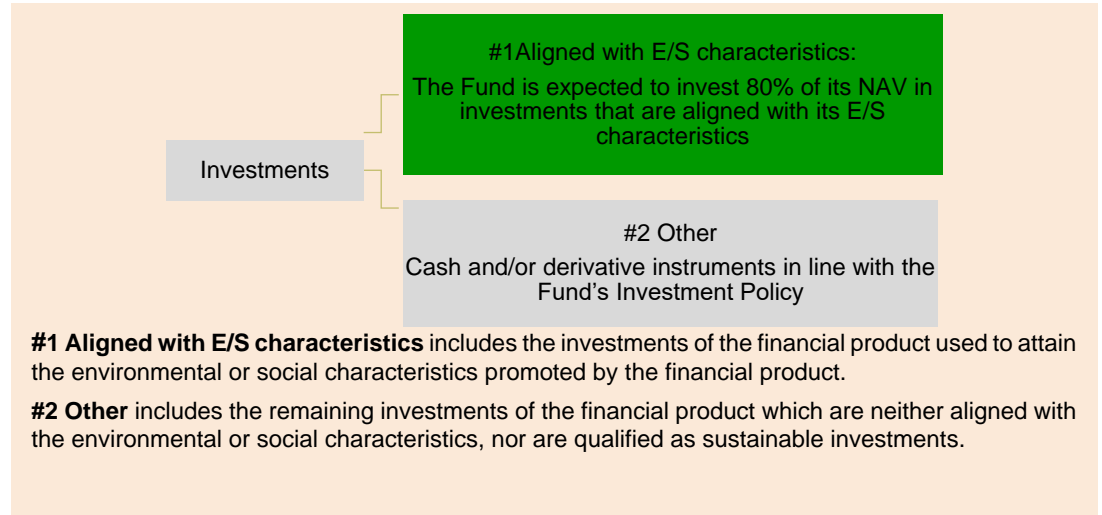 #1Aligned with E/S characteristics:
The Fund is expected to invest 80% of its NAV in
investments that are aligned with its E/S
characteristics
Investments
#2 Other
Cash and/or derivative instruments in line with the
Fund's Investment Policy
#1 Aligned with E/S characteristics includes the investments of the financial product used to attain
the environmental or social characteristics promoted by the financial product.
#2 Other includes the remaining investments of the financial product which are neither aligned with
the environmental or social characteristics, nor are qualified as sustainable investments.